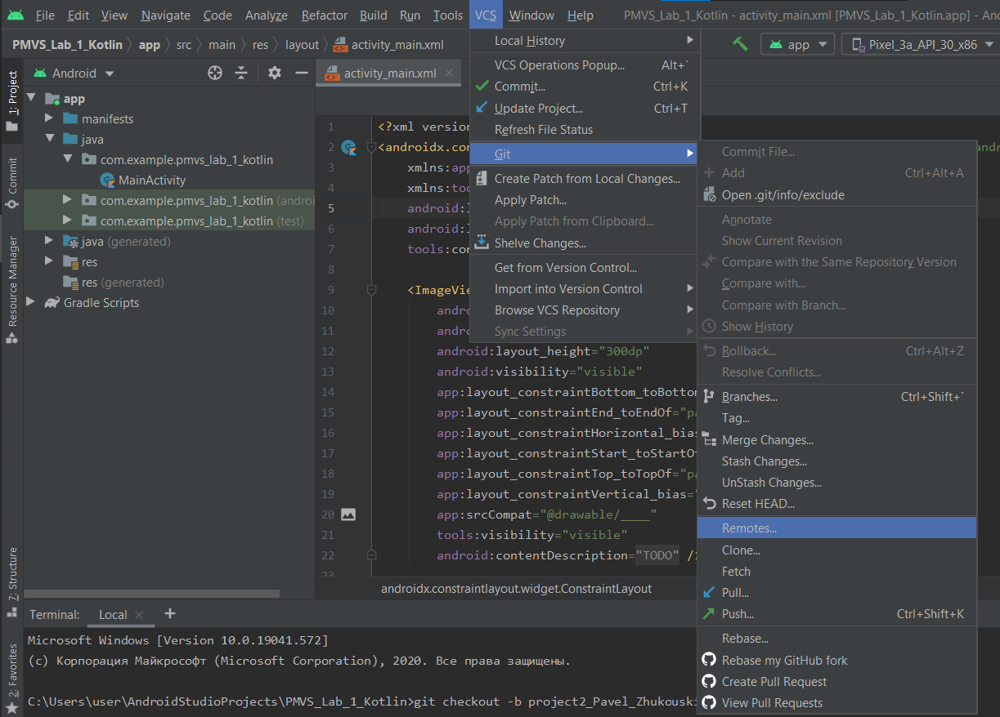 File Edit View Navigate Code Analyze Refactor Build Run Tools VCS Window Help PMVS_Lab_1_Kotlin - activity_main.xml [PMVS_Lab_1_Kotlin.app] - An
PMVS_Lab_1_Kotlin app src main res layout activity_main.xml
app Pixel_3a_API_30_x86
1: Project
Commit
Resource Manager
7: Structure
2: Favorites
Android
app
manifests
java
com.example.pmvs_lab_1_kotlin
MainActivity
com.example.pmvs_lab_1_kotlin (androi
com.example.pmvs_lab_1_kotlin (test)
java (generated)
res
res (generated)
Gradle Scripts
activity_main.xml
1 <?xml version
2 <androidx.con
3 xmlns:app
4 xmlns:too
5 android:l
6 android:l
7 tools:con
8
9 <ImageVie
10 andro
11 andro
12 android:layout_height="300dp"
13 android:visibility="visible"
14 app:layout_constraintBottom_toBottom
15 app:layout_constraintEnd_toEndOf="pa
16 app:layout_constraintHorizontal_bias
17 app:layout_constraintStart_toStartOf
18 app:layout_constraintTop_toTopOf="pa
19 app:layout_constraintVertical_bias="
20 app:srcCompat="@drawable/____"
21 tools:visibility="visible"
22 android:contentDescription="TODO" />
23
androidx.constraintlayout.widget.ConstraintLayout
Local History
VCS Operations Popup... Alt+`
Commit... Ctrl+K
Update Project... Ctrl+T
Refresh File Status
Git
Create Patch from Local Changes...
Apply Patch...
Apply Patch from Clipboard...
Shelve Changes...
Get from Version Control...
Import into Version Control
Browse VCS Repository
Sync Settings
Commit File...
Add Ctrl+Alt+A
Open .git/info/exclude
Annotate
Show Current Revision
Compare with the Same Repository Version
Compare with...
Compare with Branch...
Show History
Rollback... Ctrl+Alt+Z
Resolve Conflicts...
Branches... Ctrl+Shift+`
Tag...
Merge Changes...
Stash Changes...
UnStash Changes...
Reset HEAD...
Remotes...
Clone...
Fetch
Pull...
Push... Ctrl+Shift+K
Rebase...
Rebase my GitHub fork
Create Pull Request
View Pull Requests
Terminal: Local
Microsoft Windows [Version 10.0.19041.572]
(c) Корпорация Майкрософт (Microsoft Corporation), 2020. Все права защищены.
C:\Users\user\AndroidStudioProjects\PMVS_Lab_1_Kotlin>git checkout -b project2_Pavel_Zhukouski